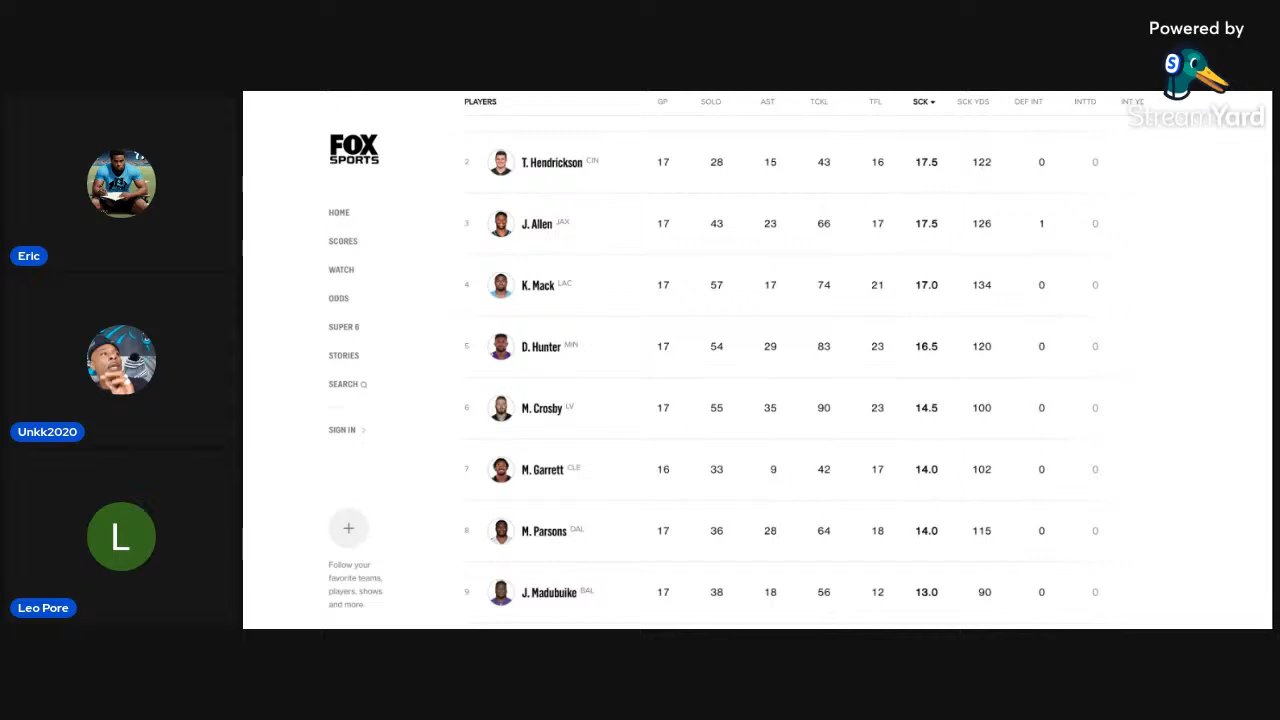 Powered by
StreamYard
PLAYERS GP SOLO AST TCKL TFL SCK SCK YDS DEF INT INTTD INT YD
FOX
SPORTS
HOME
SCORES
WATCH
ODDS
SUPER 6
STORIES
SEARCH
SIGN IN
Follow your
favorite teams,
players, shows
and more
2 T. Hendrickson CIN 17 28 15 43 16 17.5 122 0 0
3 J. Allen JAX 17 43 23 66 17 17.5 126 1 0
4 K. Mack LAC 17 57 17 74 21 17.0 134 0 0
5 D. Hunter MIN 17 54 29 83 23 16.5 120 0 0
6 M. Crosby LV 17 55 35 90 23 14.5 100 0 0
7 M. Garrett CLE 16 33 9 42 17 14.0 102 0 0
8 M. Parsons DAL 17 36 28 64 18 14.0 115 0 0
9 J. Madubuike BAL 17 38 18 56 12 13.0 90 0 0
Eric
Unkk2020
L
Leo Pore